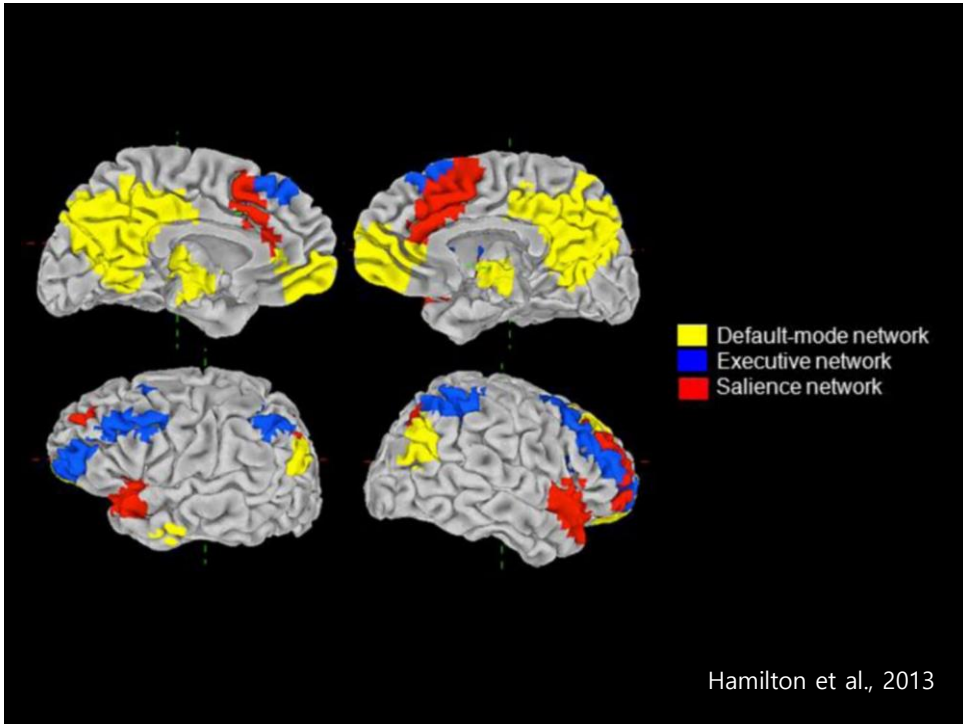 Default-mode network
Executive network
Salience network
Hamilton et al., 2013